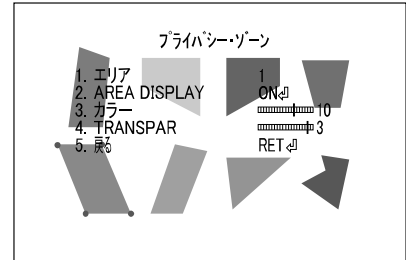 プライバシー・ゾーン
1. エリア 1
2. AREA DISPLAY ON⏎
3. カラー 10
4. TRANSPAR 3
5. 戻る RET⏎